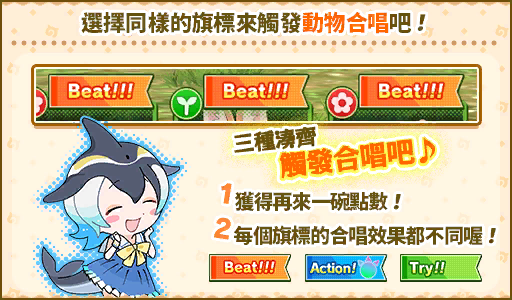 選擇同樣的旗標來觸發動物合唱吧！
Beat!!! Beat!!! Beat!!!
三種湊齊
觸發合唱吧♪
1 獲得再來一碗點數！
2 每個旗標的合唱效果都不同喔！
Beat!!! Action! Try!!